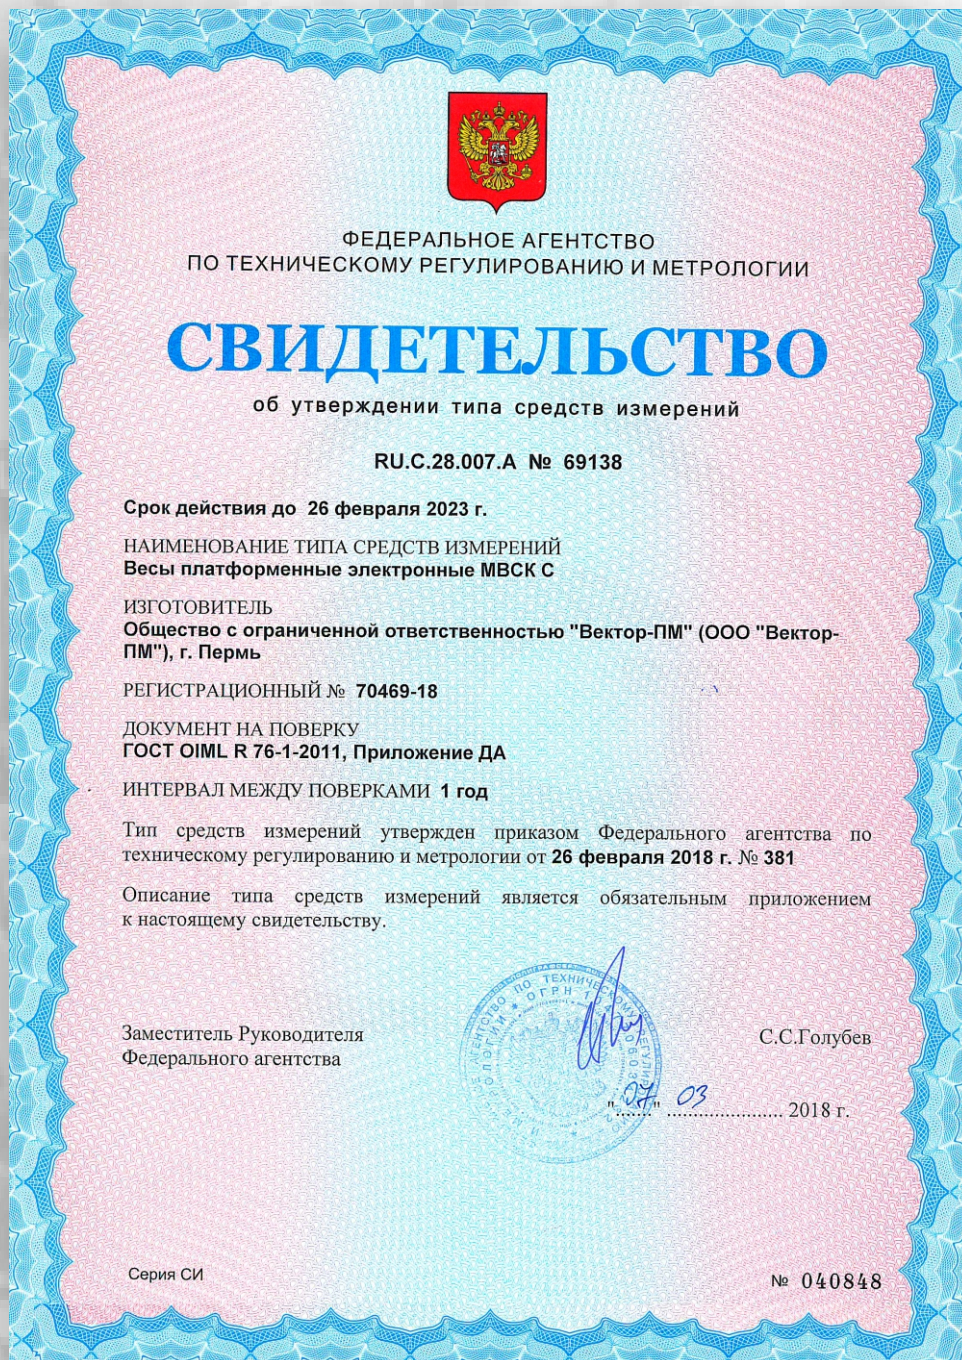 ФЕДЕРАЛЬНОЕ АГЕНТСТВО
ПО ТЕХНИЧЕСКОМУ РЕГУЛИРОВАНИЮ И МЕТРОЛОГИИ
СВИДЕТЕЛЬСТВО
об утверждении типа средств измерений
RU.C.28.007.A № 69138
Срок действия до 26 февраля 2023 г.
НАИМЕНОВАНИЕ ТИПА СРЕДСТВ ИЗМЕРЕНИЙ
Весы платформенные электронные МВСК С
ИЗГОТОВИТЕЛЬ
Общество с ограниченной ответственностью "Вектор-ПМ" (ООО "Вектор-
ПМ"), г. Пермь
РЕГИСТРАЦИОННЫЙ № 70469-18
ДОКУМЕНТ НА ПОВЕРКУ
ГОСТ OIML R 76-1-2011, Приложение ДА
ИНТЕРВАЛ МЕЖДУ ПОВЕРКАМИ 1 год
Тип средств измерений утвержден приказом Федерального агентства по
техническому регулированию и метрологии от 26 февраля 2018 г. № 381
Описание типа средств измерений является обязательным приложением
к настоящему свидетельству.
Заместитель Руководителя
Федерального агентства
С.С.Голубев
"07" 03 2018 г.
Серия СИ
№ 040848